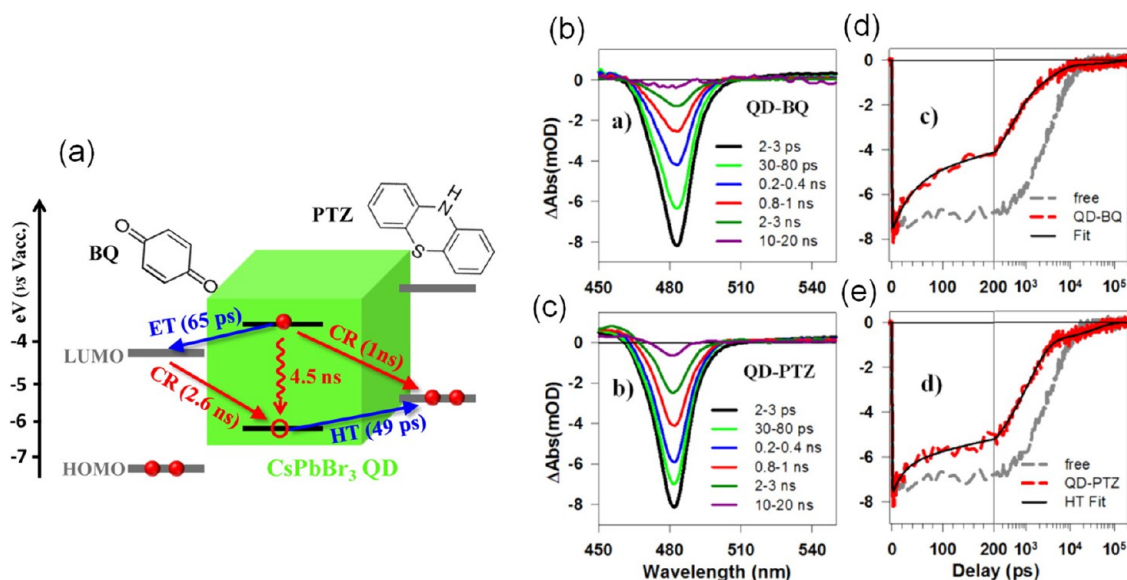 (a)
eV (vs Vacc.)
-4
-5
-6
-7
BQ
O
O
PTZ
H
N
S
ET (65 ps)
LUMO
CR (1ns)
4.5 ns
CR (2.6 ns)
HT (49 ps)
HOMO
CsPbBr3 QD
(b)
ΔAbs(mOD)
0
-2
-4
-6
-8
a)
QD-BQ
2-3 ps
30-80 ps
0.2-0.4 ns
0.8-1 ns
2-3 ns
10-20 ns
450 480 510 540
(c)
ΔAbs(mOD)
0
-2
-4
-6
-8
b)
QD-PTZ
2-3 ps
30-80 ps
0.2-0.4 ns
0.8-1 ns
2-3 ns
10-20 ns
450 480 510 540
Wavelength (nm)
(d)
0
-2
-4
-6
-8
c)
free
QD-BQ
Fit
0 100 200 10³ 10⁴ 10⁵
(e)
0
-2
-4
-6
-8
d)
free
QD-PTZ
HT Fit
0 100 200 10³ 10⁴ 10⁵
Delay (ps)